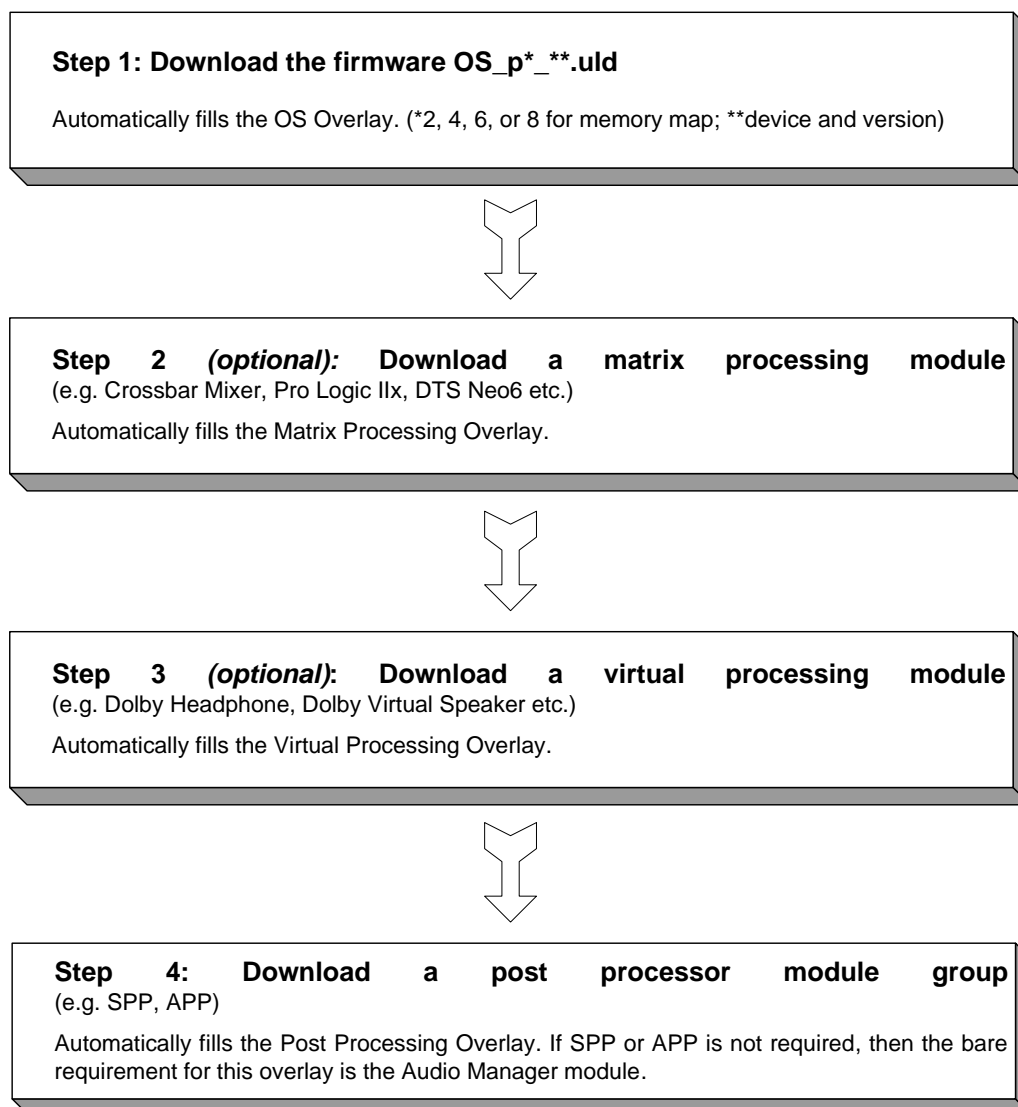 Step 1: Download the firmware OS_p*_**.uld
Automatically fills the OS Overlay. (*2, 4, 6, or 8 for memory map; **device and version)
Step 2 (optional): Download a matrix processing module
(e.g. Crossbar Mixer, Pro Logic IIx, DTS Neo6 etc.)
Automatically fills the Matrix Processing Overlay.
Step 3 (optional): Download a virtual processing module
(e.g. Dolby Headphone, Dolby Virtual Speaker etc.)
Automatically fills the Virtual Processing Overlay.
Step 4: Download a post processor module group
(e.g. SPP, APP)
Automatically fills the Post Processing Overlay. If SPP or APP is not required, then the bare
requirement for this overlay is the Audio Manager module.